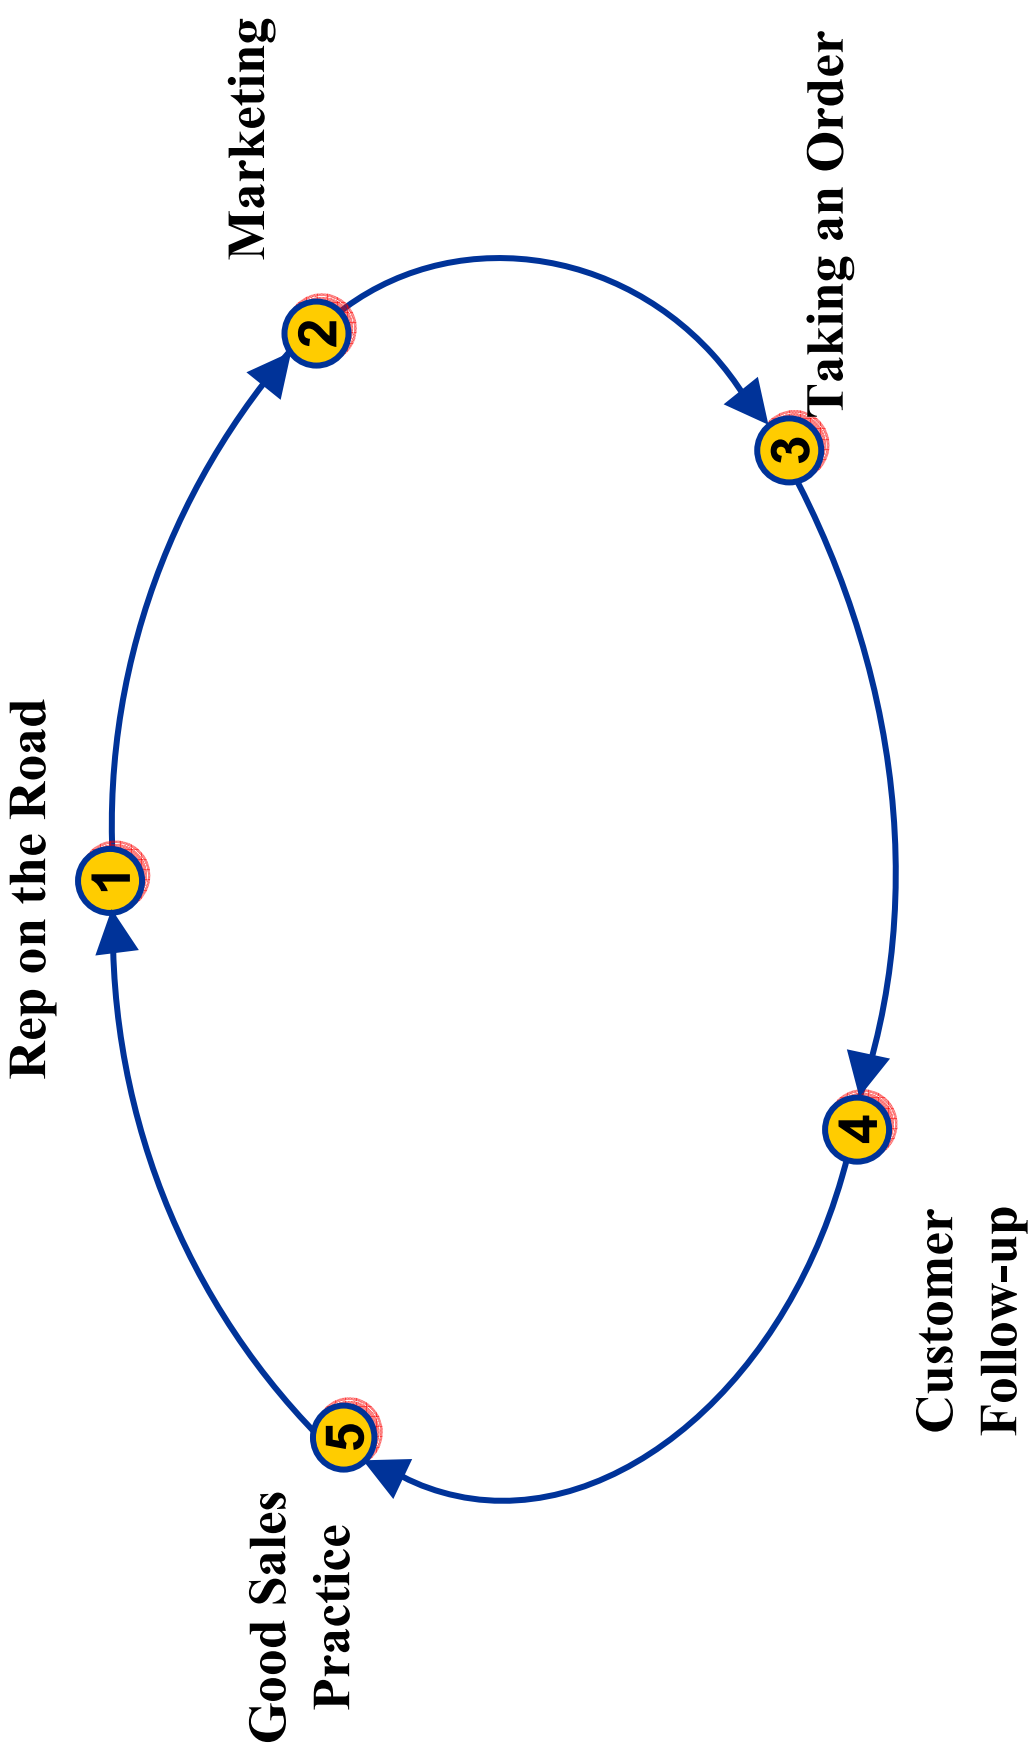 Rep on the Road
1
Marketing
2
Taking an Order
3
Customer
Follow-up
4
Good Sales
Practice
5